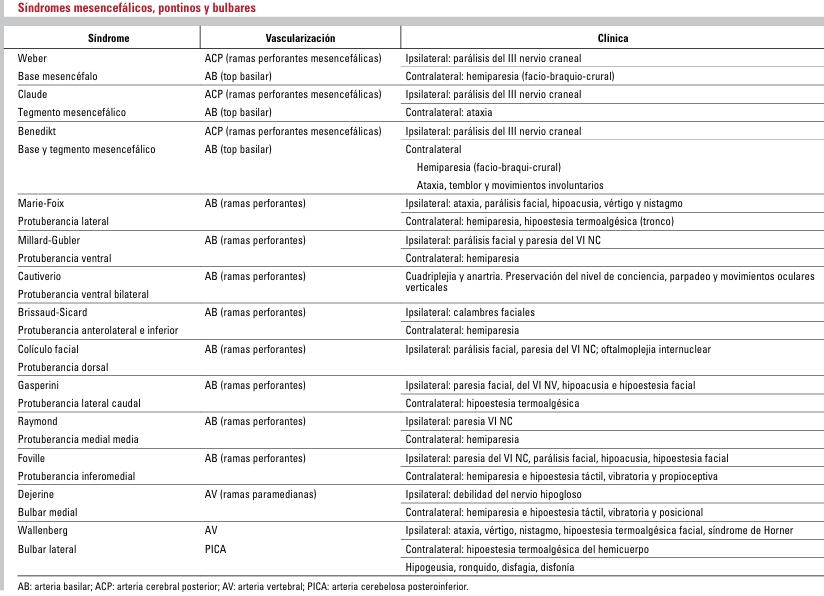 Síndromes mesencefálicos, pontinos y bulbares
Síndrome Vascularización Clínica
Weber ACP (ramas perforantes mesencefálicas) Ipsilateral: parálisis del III nervio craneal
Base mesencéfalo AB (top basilar) Contralateral: hemiparesia (facio-braquio-crural)
Claude ACP (ramas perforantes mesencefálicas) Ipsilateral: parálisis del III nervio craneal
Tegmento mesencefálico AB (top basilar) Contralateral: ataxia
Benedikt ACP (ramas perforantes mesencefálicas) Ipsilateral: parálisis del III nervio craneal
Base y tegmento mesencefálico AB (top basilar) Contralateral
Hemiparesia (facio-braqui-crural)
Ataxia, temblor y movimientos involuntarios
Marie-Foix AB (ramas perforantes) Ipsilateral: ataxia, parálisis facial, hipoacusia, vértigo y nistagmo
Protuberancia lateral Contralateral: hemiparesia, hipoestesia termoalgésica (tronco)
Millard-Gubler AB (ramas perforantes) Ipsilateral: parálisis facial y paresia del VI NC
Protuberancia ventral Contralateral: hemiparesia
Cautiverio AB (ramas perforantes) Cuadriplejia y anartria. Preservación del nivel de conciencia, parpadeo y movimientos oculares
verticales
Protuberancia ventral bilateral
Brissaud-Sicard AB (ramas perforantes) Ipsilateral: calambres faciales
Protuberancia anterolateral e inferior Contralateral: hemiparesia
Colículo facial AB (ramas perforantes) Ipsilateral: parálisis facial, paresia del VI NC; oftalmoplejia internuclear
Protuberancia dorsal
Gasperini AB (ramas perforantes) Ipsilateral: paresia facial, del VI NV, hipoacusia e hipoestesia facial
Protuberancia lateral caudal Contralateral: hipoestesia termoalgésica
Raymond AB (ramas perforantes) Ipsilateral: paresia VI NC
Protuberancia medial media Contralateral: hemiparesia
Foville AB (ramas perforantes) Ipsilateral: paresia del VI NC, parálisis facial, hipoacusia, hipoestesia facial
Protuberancia inferomedial Contralateral: hemiparesia e hipoestesia táctil, vibratoria y propioceptiva
Dejerine AV (ramas paramedianas) Ipsilateral: debilidad del nervio hipogloso
Bulbar medial Contralateral: hemiparesia e hipoestesia táctil, vibratoria y posicional
Wallenberg AV Ipsilateral: ataxia, vértigo, nistagmo, hipoestesia termoalgésica facial, síndrome de Horner
Bulbar lateral PICA Contralateral: hipoestesia termoalgésica del hemicuerpo
Hipogeusia, ronquido, disfagia, disfonía
AB: arteria basilar; ACP: arteria cerebral posterior; AV: arteria vertebral; PICA: arteria cerebelosa posteroinferior.